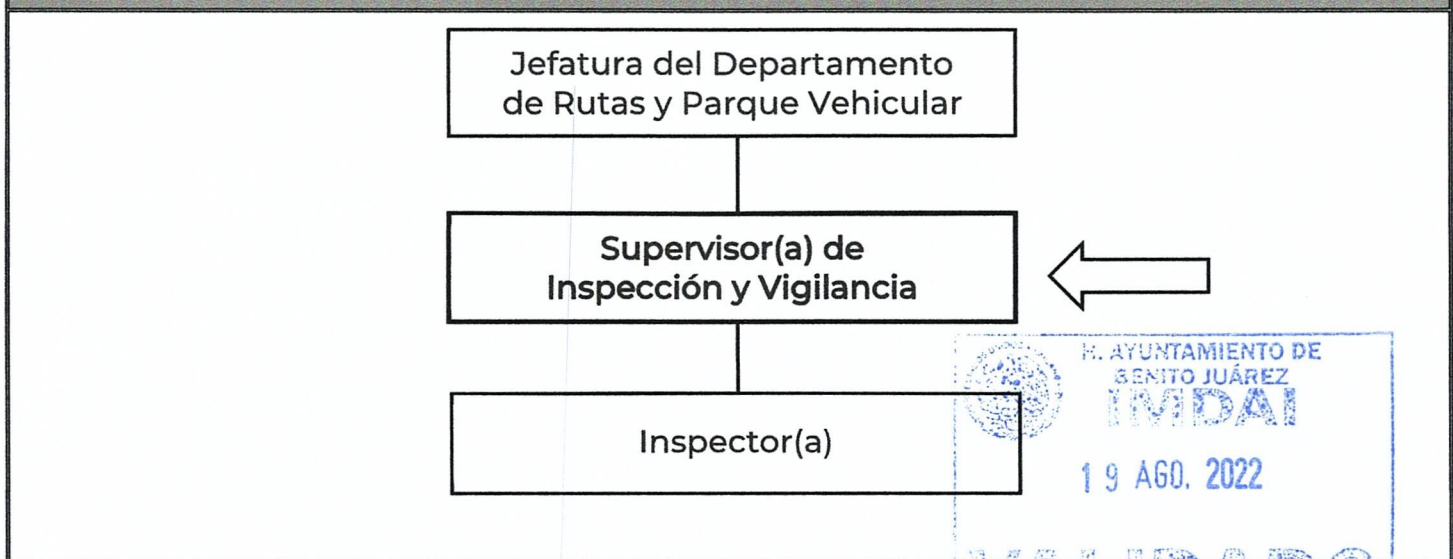 Jefatura del Departamento
de Rutas y Parque Vehicular
Supervisor(a) de
Inspección y Vigilancia
H. AYUNTAMIENTO DE
BENITO JUÁREZ
IMDAI
Inspector(a)
19 AGO. 2022